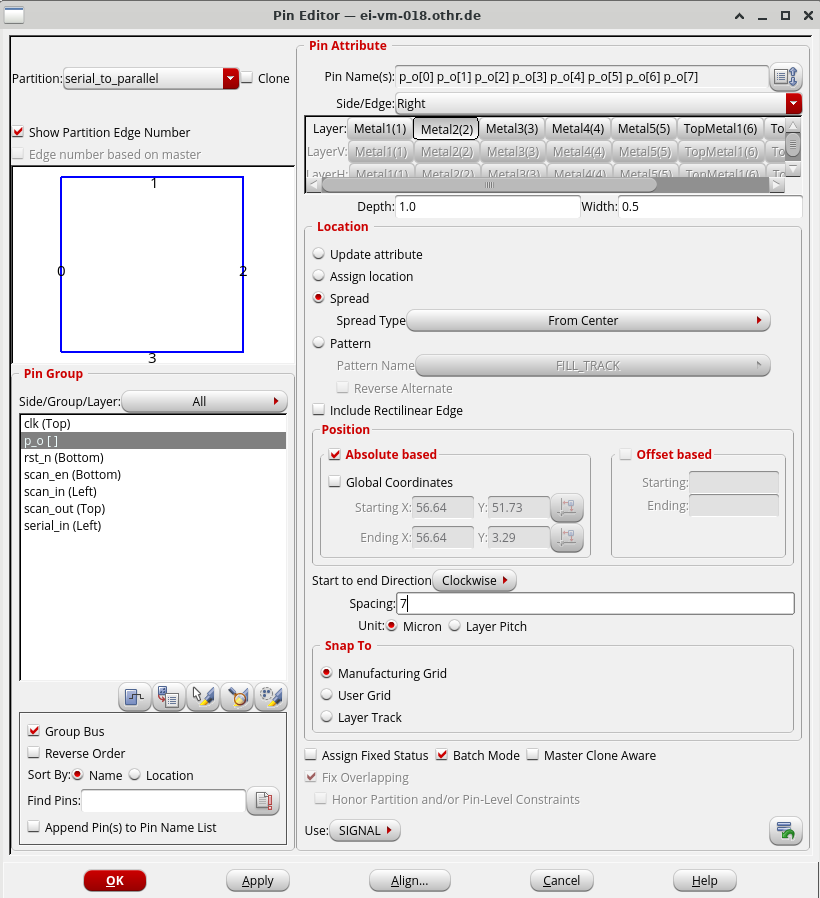 Pin Editor — ei-vm-018.othr.de
Partition: serial_to_parallel Clone
Show Partition Edge Number
Edge number based on master
1
0 2
3
Pin Group
Side/Group/Layer: All
clk (Top)
p_o [ ]
rst_n (Bottom)
scan_en (Bottom)
scan_in (Left)
scan_out (Top)
serial_in (Left)
Group Bus
Reverse Order
Sort By: Name Location
Find Pins:
Append Pin(s) to Pin Name List
Pin Attribute
Pin Name(s): p_o[0] p_o[1] p_o[2] p_o[3] p_o[4] p_o[5] p_o[6] p_o[7]
Side/Edge: Right
Layer: Metal1(1) Metal2(2) Metal3(3) Metal4(4) Metal5(5) TopMetal1(6) To
LayerV: Metal1(1) Metal2(2) Metal3(3) Metal4(4) Metal5(5) TopMetal1(6) To
LayerH: Metal1(1) Metal2(2) Metal3(3) Metal4(4) Metal5(5) TopMetal1(6) To
Depth: 1.0 Width: 0.5
Location
Update attribute
Assign location
Spread
Spread Type From Center
Pattern
Pattern Name FILL_TRACK
Reverse Alternate
Include Rectilinear Edge
Position
Absolute based
Global Coordinates
Starting X: 56.64 Y: 51.73
Ending X: 56.64 Y: 3.29
Offset based
Starting:
Ending:
Start to end Direction Clockwise
Spacing: 7
Unit: Micron Layer Pitch
Snap To
Manufacturing Grid
User Grid
Layer Track
Assign Fixed Status Batch Mode Master Clone Aware
Fix Overlapping
Honor Partition and/or Pin-Level Constraints
Use: SIGNAL
OK Apply Align... Cancel Help